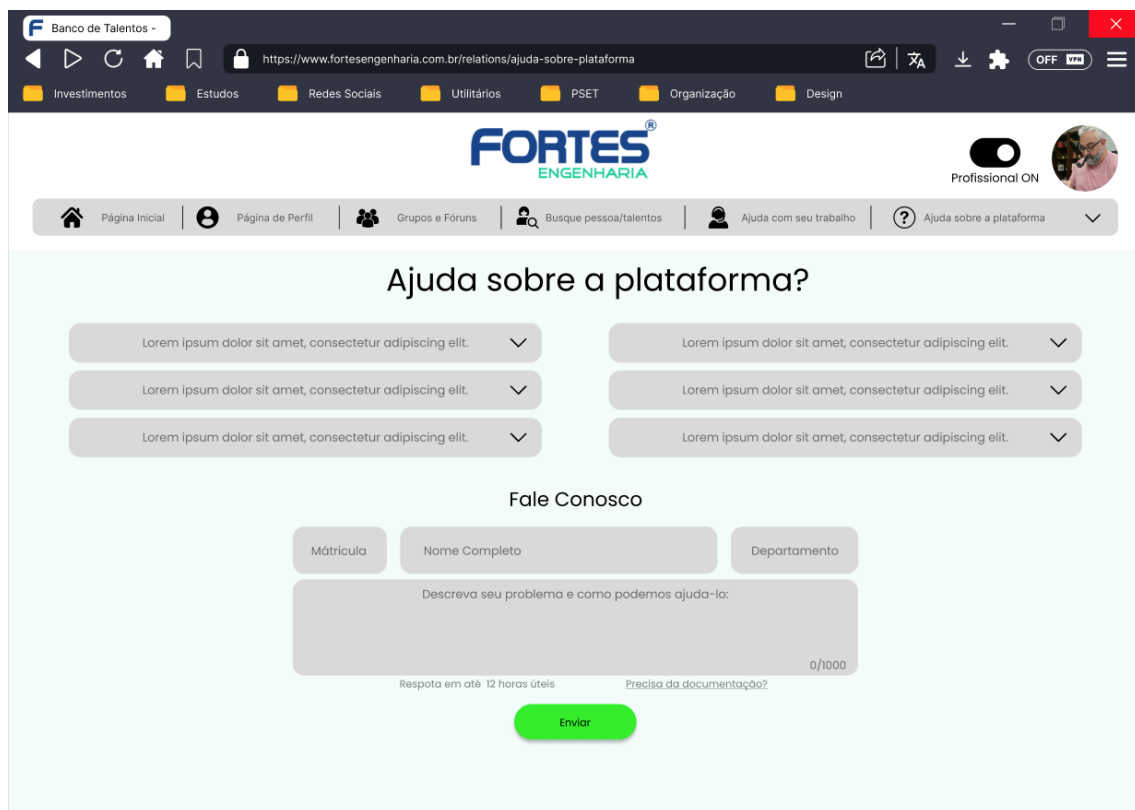 Banco de Talentos -
https://www.fortesengenharia.com.br/relations/ajuda-sobre-plataforma
OFF VPN
Investimentos Estudos Redes Sociais Utilitários PSET Organização Design
FORTES®
ENGENHARIA
Profissional ON
Página Inicial Página de Perfil Grupos e Fóruns Busque pessoa/talentos Ajuda com seu trabalho ? Ajuda sobre a plataforma
Ajuda sobre a plataforma?
Lorem ipsum dolor sit amet, consectetur adipiscing elit. Lorem ipsum dolor sit amet, consectetur adipiscing elit.
Lorem ipsum dolor sit amet, consectetur adipiscing elit. Lorem ipsum dolor sit amet, consectetur adipiscing elit.
Lorem ipsum dolor sit amet, consectetur adipiscing elit. Lorem ipsum dolor sit amet, consectetur adipiscing elit.
Fale Conosco
Mátricula Nome Completo Departamento
Descreva seu problema e como podemos ajuda-lo:
0/1000
Respota em até 12 horas úteis Precisa da documentação?
Enviar